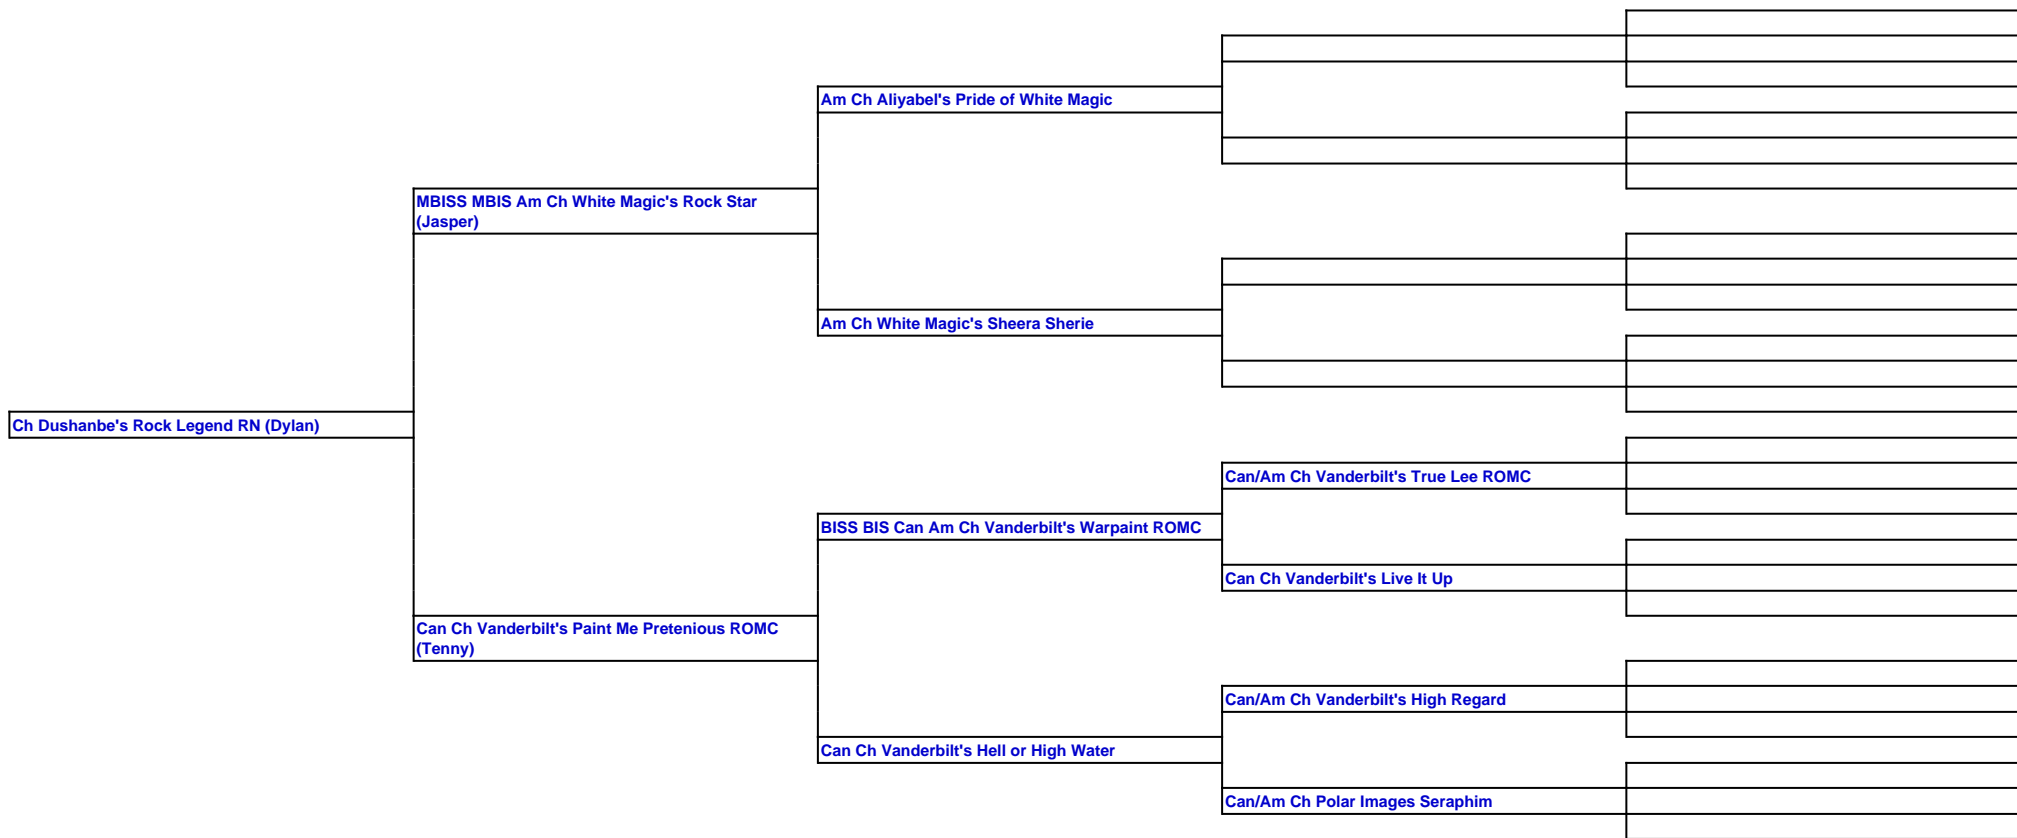 Am Ch Aliyabel's Pride of White Magic
MBISS MBIS Am Ch White Magic's Rock Star
(Jasper)
Am Ch White Magic's Sheera Sherie
Ch Dushanbe's Rock Legend RN (Dylan)
Can/Am Ch Vanderbilt's True Lee ROMC
BISS BIS Can Am Ch Vanderbilt's Warpaint ROMC
Can Ch Vanderbilt's Live It Up
Can Ch Vanderbilt's Paint Me Pretenious ROMC
(Tenny)
Can/Am Ch Vanderbilt's High Regard
Can Ch Vanderbilt's Hell or High Water
Can/Am Ch Polar Images Seraphim